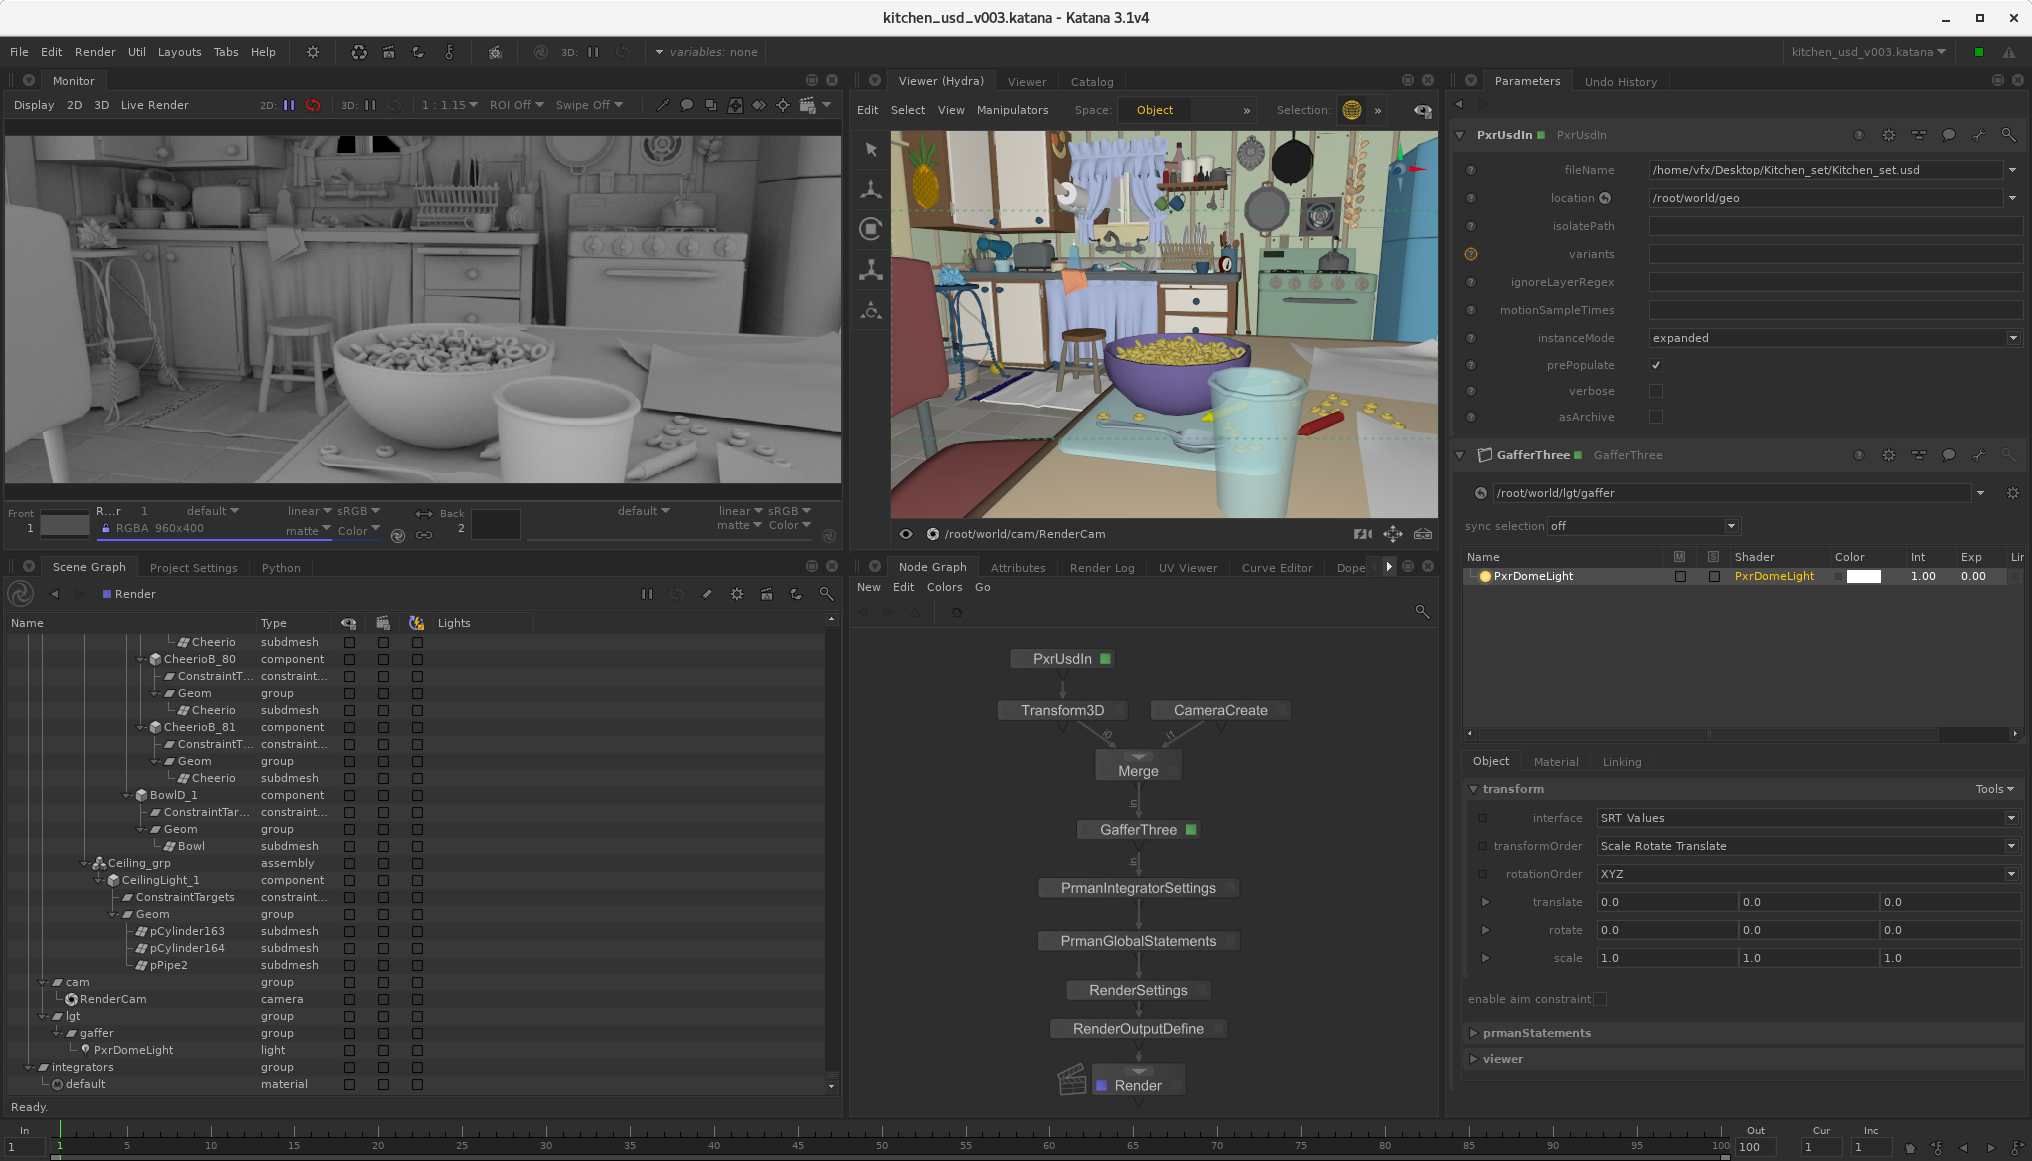 kitchen_usd_v003.katana - Katana 3.1v4
File Edit Render Util Layouts Tabs Help 3D: variables: none kitchen_usd_v003.katana
Monitor
Display 2D 3D Live Render 2D: 3D: 1 : 1.15 ROI Off Swipe Off
Front
1
R...r 1 default linear sRGB
RGBA 960x400 matte Color
Back
2
default linear sRGB
matte Color
Viewer (Hydra) Viewer Catalog
Edit Select View Manipulators Space: Object » Selection: »
/root/world/cam/RenderCam
Parameters Undo History
PxrUsdIn PxrUsdIn
fileName /home/vfx/Desktop/Kitchen_set/Kitchen_set.usd
location /root/world/geo
isolatePath
variants
ignoreLayerRegex
motionSampleTimes
instanceMode expanded
prePopulate
verbose
asArchive
GafferThree GafferThree
/root/world/lgt/gaffer
sync selection off
Name M S Shader Color Int Exp Lir
PxrDomeLight PxrDomeLight 1.00 0.00
Object Material Linking
transform Tools
interface SRT Values
transformOrder Scale Rotate Translate
rotationOrder XYZ
translate 0.0 0.0 0.0
rotate 0.0 0.0 0.0
scale 1.0 1.0 1.0
enable aim constraint
prmanStatements
viewer
Scene Graph Project Settings Python
Render
Name Type Lights
Cheerio subdmesh
CheerioB_80 component
ConstraintT... constraint...
Geom group
Cheerio subdmesh
CheerioB_81 component
ConstraintT... constraint...
Geom group
Cheerio subdmesh
BowlD_1 component
ConstraintTar... constraint...
Geom group
Bowl subdmesh
Ceiling_grp assembly
CeilingLight_1 component
ConstraintTargets constraint...
Geom group
pCylinder163 subdmesh
pCylinder164 subdmesh
pPipe2 subdmesh
cam group
RenderCam camera
lgt group
gaffer group
PxrDomeLight light
integrators group
default material
Ready.
Node Graph Attributes Render Log UV Viewer Curve Editor Dope
New Edit Colors Go
PxrUsdIn
Transform3D CameraCreate
i0 i1
Merge
in
GafferThree
in
PrmanIntegratorSettings
PrmanGlobalStatements
RenderSettings
RenderOutputDefine
Render
In Out Cur Inc
1 1 5 10 15 20 25 30 35 40 45 50 55 60 65 70 75 80 85 90 95 100 100 1 1